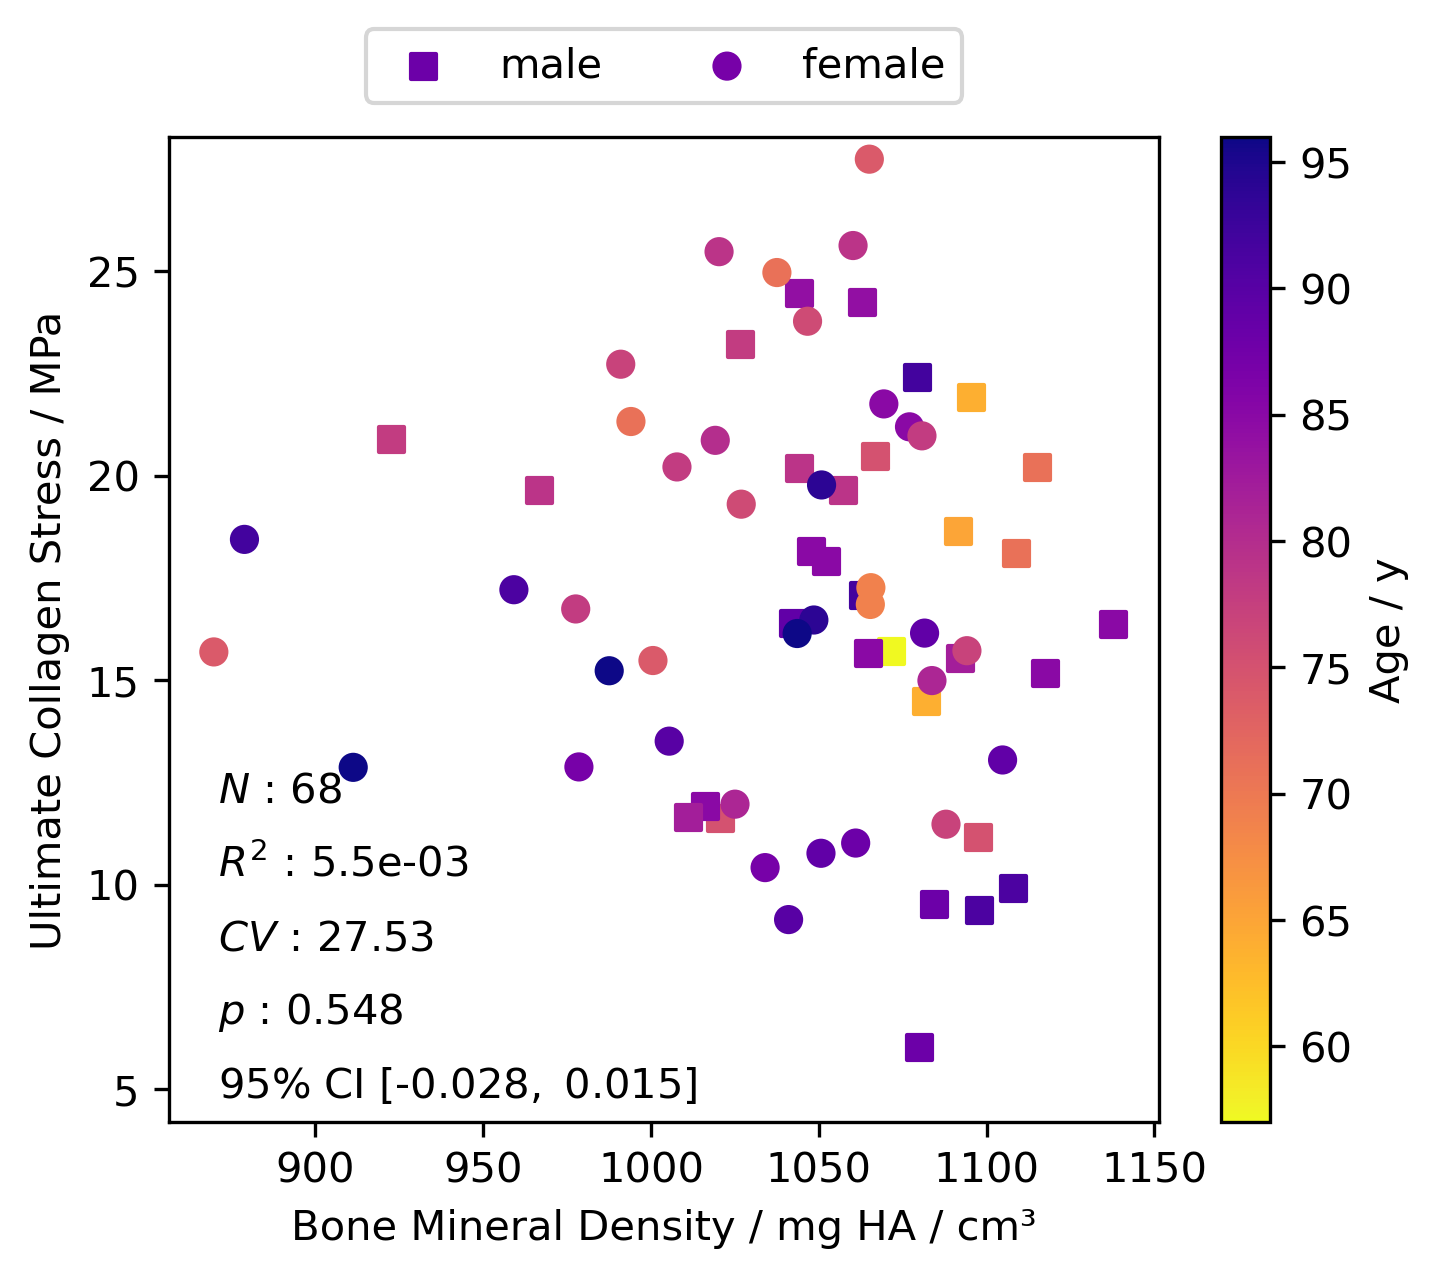 male female
25
20
15
10
5
Ultimate Collagen Stress / MPa
N : 68
R² : 5.5e-03
CV : 27.53
p : 0.548
95% CI [-0.028, 0.015]
900 950 1000 1050 1100 1150
Bone Mineral Density / mg HA / cm³
95
90
85
80
75
70
65
60
Age / y